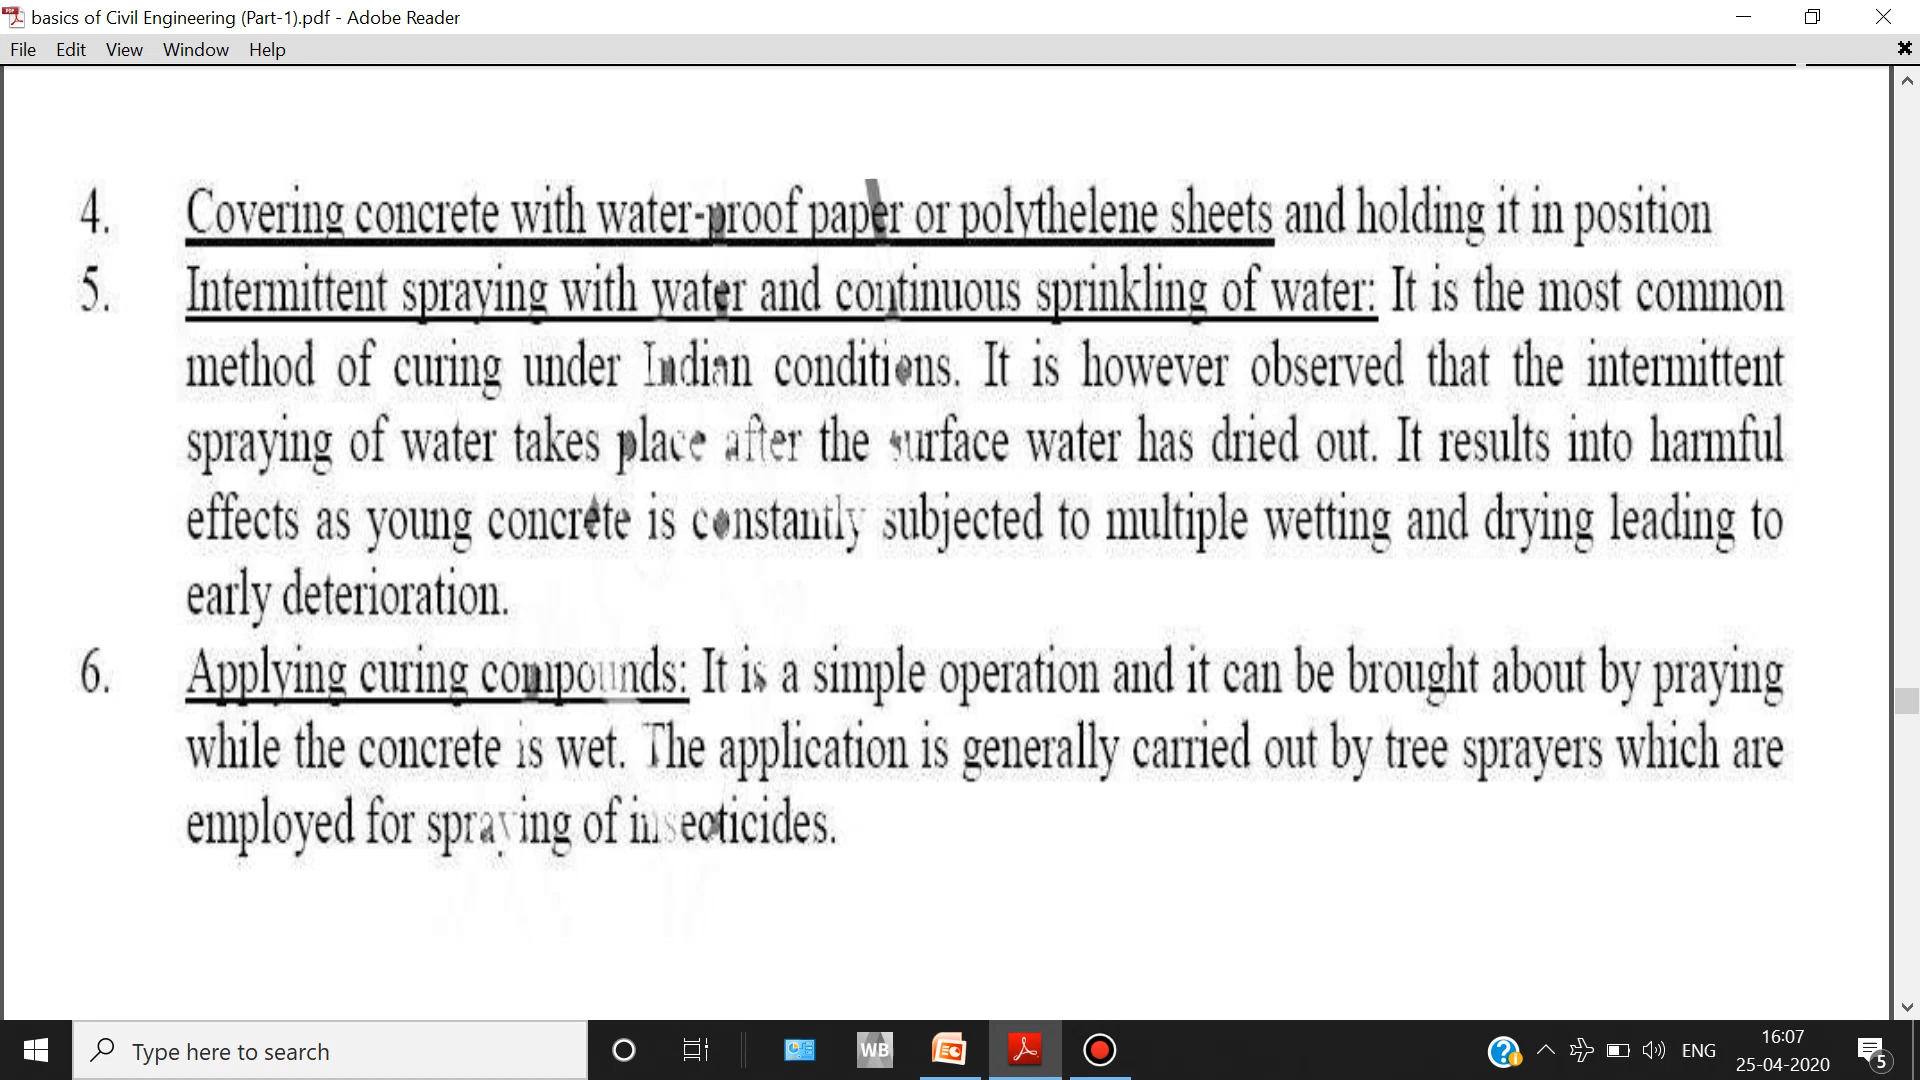 basics of Civil Engineering (Part-1).pdf - Adobe Reader
File Edit View Window Help
4. Covering concrete with water-proof paper or polythelene sheets and holding it in position
5. Intermittent spraying with water and continuous sprinkling of water: It is the most common
method of curing under Indian conditions. It is however observed that the intermittent
spraying of water takes place after the surface water has dried out. It results into harmful
effects as young concrete is constantly subjected to multiple wetting and drying leading to
early deterioration.
6. Applying curing compounds: It is a simple operation and it can be brought about by praying
while the concrete is wet. The application is generally carried out by tree sprayers which are
employed for spraying of insecticides.
Type here to search
WB
ENG
16:07
25-04-2020
5